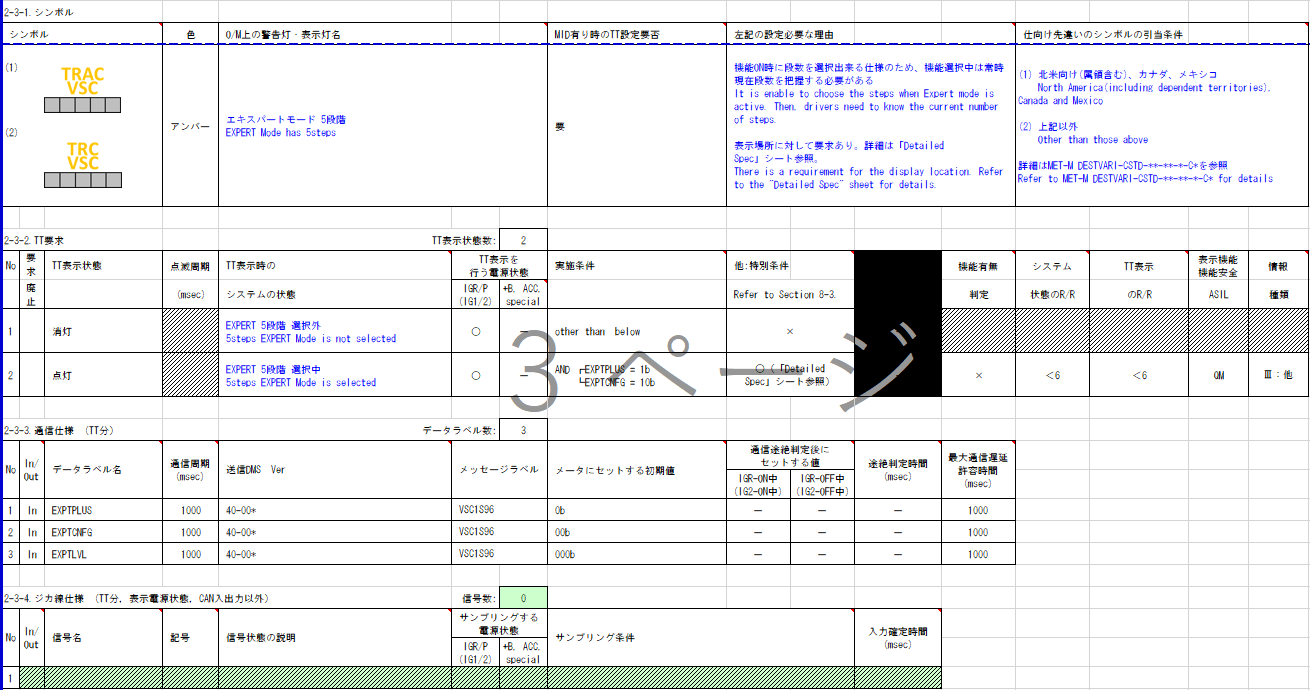 2-3-1. シンボル
シンボル
色
O/M上の警告灯・表示灯名
MID有り時のTT設定要否
左記の設定必要な理由
仕向け先違いのシンボルの引当条件
(1)
TRAC
VSC
(2)
TRC
VSC
アンバー
エキスパートモード 5段階
EXPERT Mode has 5steps
要
機能ON時に段数を選択出来る仕様のため、機能選択中は常時
現在段数を把握する必要がある
It is enable to choose the steps when Expert mode is
active. Then, drivers need to know the current number
of steps.
表示場所に対して要求あり。詳細は「Detailed
Spec」シート参照。
There is a requirement for the display location. Refer
to the "Detailed Spec" sheet for details.
(1) 北米向け(属領含む)、カナダ、メキシコ
North America(including dependent territories).
Canada and Mexico
(2) 上記以外
Other than those above
詳細はMET-M_DESTVARI-CSTD-**-**-*-C*を参照
Refer to MET-M_DESTVARI-CSTD-**-**-*-C* for details
2-3-2. TT要求
TT表示状態数:
2
No
要求
廃止
TT表示状態
点滅周期
(msec)
TT表示時の
システムの状態
TT表示を
行う電源状態
IGR/P
(IG1/2)
+B, ACC,
special
実施条件
他:特別条件
Refer to Section 8-3.
機能有無
判定
システム
状態のR/R
TT表示
のR/R
表示機能
機能安全
ASIL
情報
種類
1
消灯
EXPERT 5段階 選択外
5steps EXPERT Mode is not selected
○
－
other than below
×
2
点灯
EXPERT 5段階 選択中
5steps EXPERT Mode is selected
○
－
AND ┌EXPTPLUS = 1b
└EXPTCNFG = 10b
○（「Detailed
Spec」シート参照）
×
＜6
＜6
QM
Ⅲ：他
3 ページ
2-3-3. 通信仕様 （TT分）
データラベル数:
3
No
In/
Out
データラベル名
通信周期
(msec)
送信DMS Ver
メッセージラベル
メータにセットする初期値
通信途絶判定後に
セットする値
IGR-ON中
(IG2-ON中)
IGR-OFF中
(IG2-OFF中)
途絶判定時間
(msec)
最大通信遅延
許容時間
(msec)
1 In EXPTPLUS 1000 40-00* VSC1S96 0b － － － 1000
2 In EXPTCNFG 1000 40-00* VSC1S96 00b － － － 1000
3 In EXPTLVL 1000 40-00* VSC1S96 000b － － － 1000
2-3-4. ジカ線仕様 （TT分, 表示電源状態, CAN入出力以外）
信号数:
0
No
In/
Out
信号名
記号
信号状態の説明
サンプリングする
電源状態
IGR/P
(IG1/2)
+B, ACC,
special
サンプリング条件
入力確定時間
(msec)
1